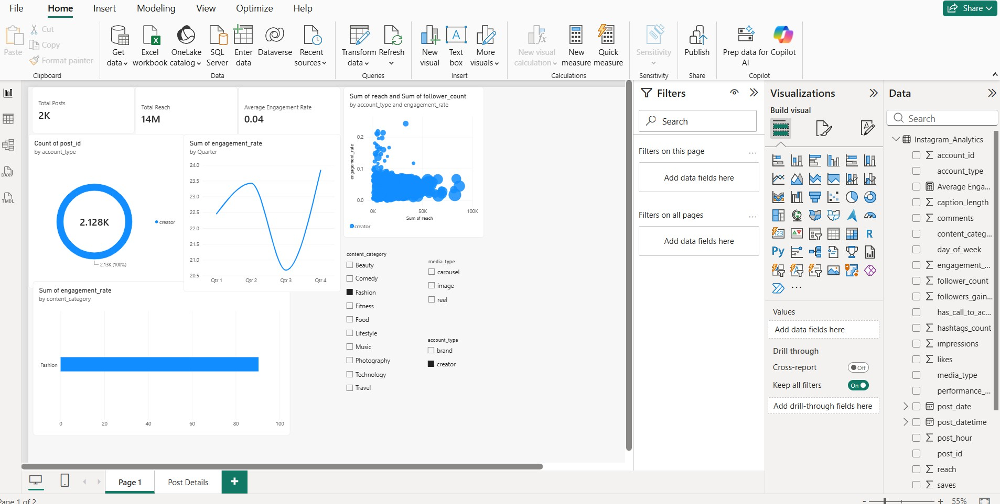 File Home Insert Modeling View Optimize Help
Share
Paste
Cut
Copy
Format painter
Clipboard
Get data
Excel workbook
OneLake catalog
SQL Server
Enter data
Dataverse
Recent sources
Data
Transform data
Refresh
Queries
New visual
Text box
More visuals
Insert
New visual calculation
New measure
Quick measure
Calculations
Sensitivity
Sensitivity
Publish
Share
Prep data for AI
Copilot
Copilot
DAX
TMDL
Total Posts
2K
Total Reach
14M
Average Engagement Rate
0.04
Count of post_id
by account_type
2.128K
creator
2.13K (100%)
Sum of engagement_rate
by Quarter
24.0
23.5
23.0
22.5
22.0
21.5
21.0
20.5
Qtr 1 Qtr 2 Qtr 3 Qtr 4
Sum of reach and Sum of follower_count
by account_type and engagement_rate
engagement_rate
0.2
0.1
0.0
0K 50K 100K
Sum of reach
creator
Sum of engagement_rate
by content_category
Fashion
0 20 40 60 80 100
content_category
Beauty
Comedy
Fashion
Fitness
Food
Lifestyle
Music
Photography
Technology
Travel
media_type
carousel
image
reel
account_type
brand
creator
Filters
Search
Filters on this page
...
Add data fields here
Filters on all pages
...
Add data fields here
Visualizations
Build visual
123
R
Py
...
Values
Add data fields here
Drill through
Cross-report
Off
Keep all filters
On
Add drill-through fields here
Data
Search
Instagram_Analytics
account_id
account_type
Average Enga...
caption_length
comments
content_categ...
day_of_week
engagement_...
follower_count
followers_gain...
has_call_to_ac...
hashtags_count
impressions
likes
media_type
performance_...
post_date
post_datetime
post_hour
post_id
reach
saves
Page 1
Post Details
+
Page 1 of 2
- + 55%